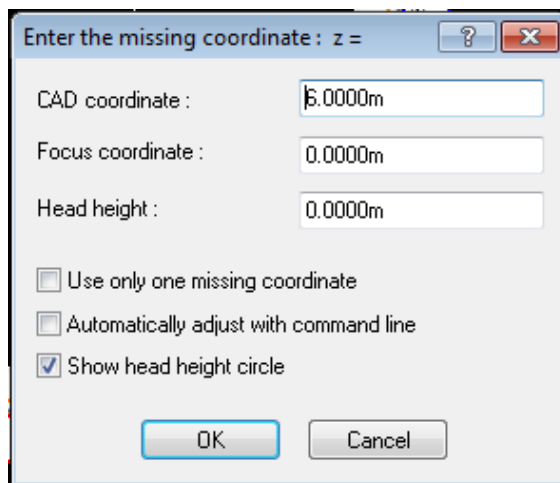 Enter the missing coordinate : z =
CAD coordinate : 6.0000m
Focus coordinate : 0.0000m
Head height : 0.0000m
Use only one missing coordinate
Automatically adjust with command line
Show head height circle
OK Cancel